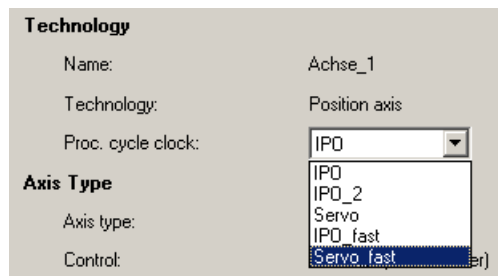 Technology
Name: Achse_1
Technology: Position axis
Proc. cycle clock: IPO
IPO
IPO_2
Axis Type
Servo
Axis type:
IPO_fast
Control: Servo_fast er)